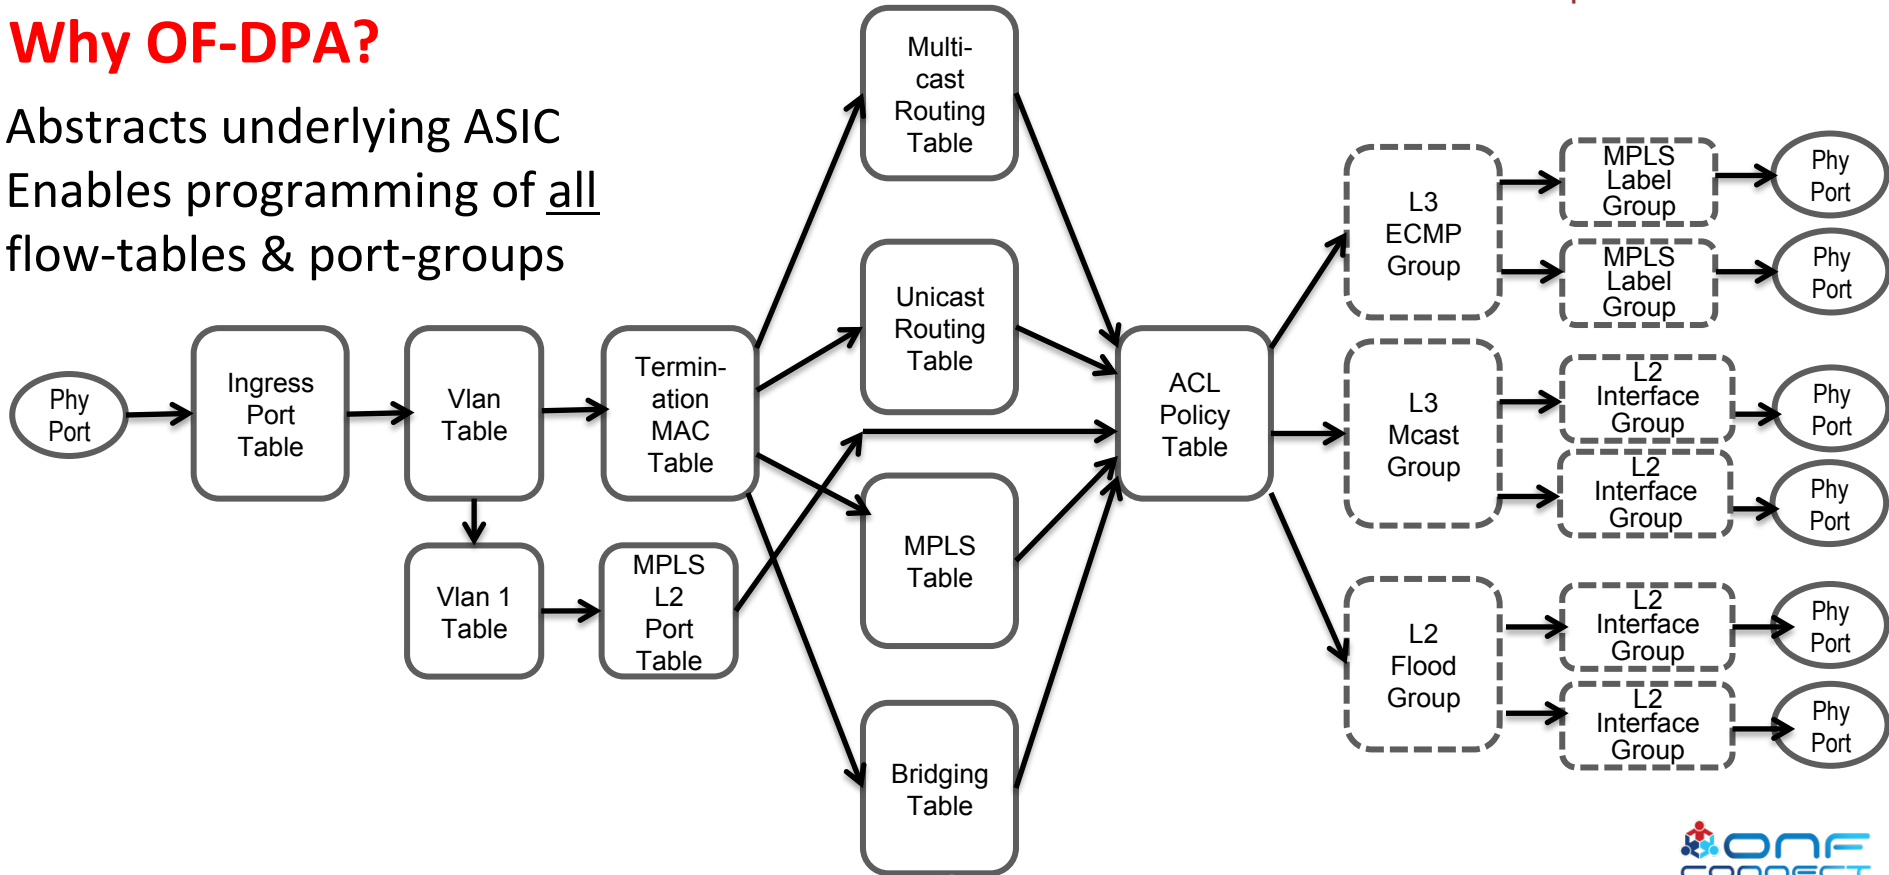 Why OF-DPA?
Abstracts underlying ASIC
Enables programming of all
flow-tables & port-groups
Phy
Port
Ingress
Port
Table
Vlan
Table
Vlan 1
Table
Termin-
ation
MAC
Table
MPLS
L2
Port
Table
Multi-
cast
Routing
Table
Unicast
Routing
Table
MPLS
Table
Bridging
Table
ACL
Policy
Table
L3
ECMP
Group
L3
Mcast
Group
L2
Flood
Group
MPLS
Label
Group
MPLS
Label
Group
L2
Interface
Group
L2
Interface
Group
L2
Interface
Group
L2
Interface
Group
Phy
Port
Phy
Port
Phy
Port
Phy
Port
Phy
Port
Phy
Port
ONF
CONNECT